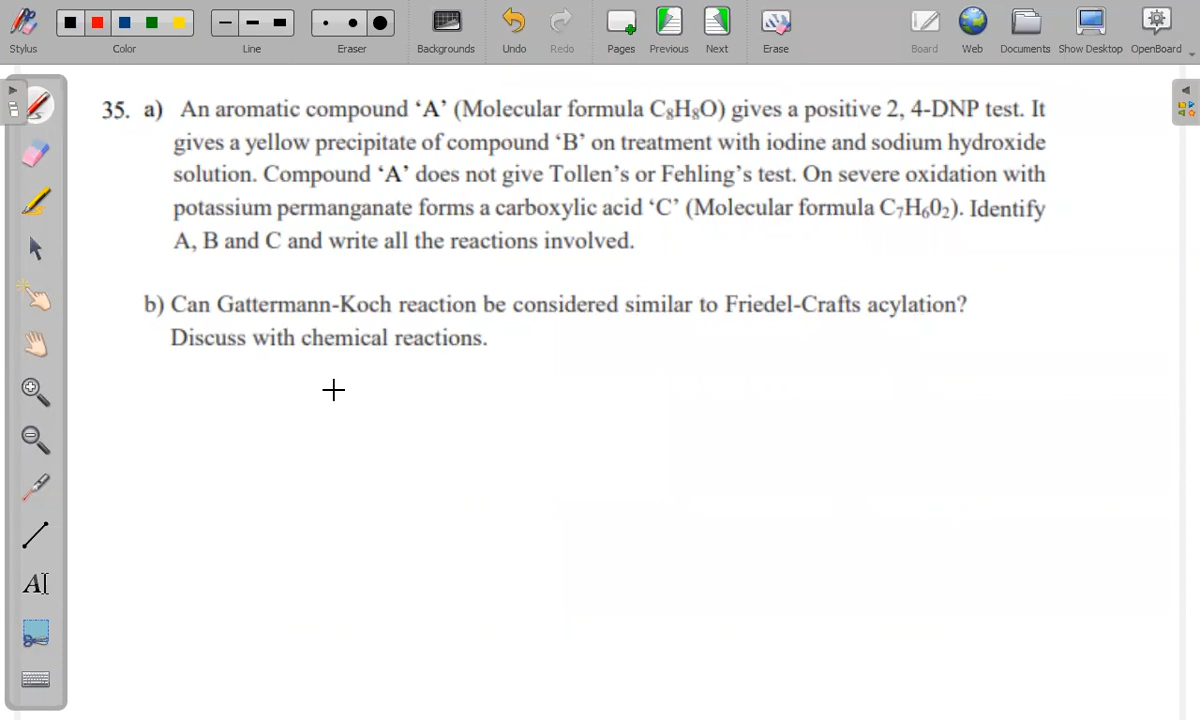 Stylus Color Line Eraser Backgrounds Undo Redo Pages Previous Next Erase Board Web Documents Show Desktop OpenBoard
35. a) An aromatic compound ‘A’ (Molecular formula C₈H₈O) gives a positive 2, 4-DNP test. It
gives a yellow precipitate of compound ‘B’ on treatment with iodine and sodium hydroxide
solution. Compound ‘A’ does not give Tollen’s or Fehling’s test. On severe oxidation with
potassium permanganate forms a carboxylic acid ‘C’ (Molecular formula C₇H₆0₂). Identify
A, B and C and write all the reactions involved.
b) Can Gattermann-Koch reaction be considered similar to Friedel-Crafts acylation?
Discuss with chemical reactions.
AI